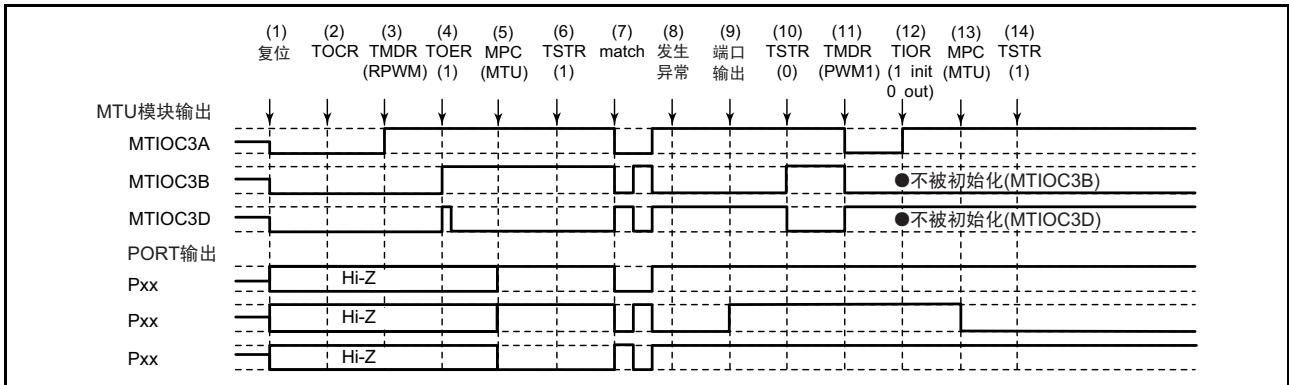 (1) (2) (3) (4) (5) (6) (7) (8) (9) (10) (11) (12) (13) (14)
复位 TOCR TMDR TOER MPC TSTR match 发生 端口 TSTR TMDR TIOR MPC TSTR
(RPWM) (1) (MTU) (1) 异常 输出 (0) (PWM1) (1 init (MTU) (1)
0 out)
MTU模块输出
MTIOC3A
MTIOC3B ●不被初始化(MTIOC3B)
MTIOC3D ●不被初始化(MTIOC3D)
PORT输出
Pxx Hi-Z
Pxx Hi-Z
Pxx Hi-Z